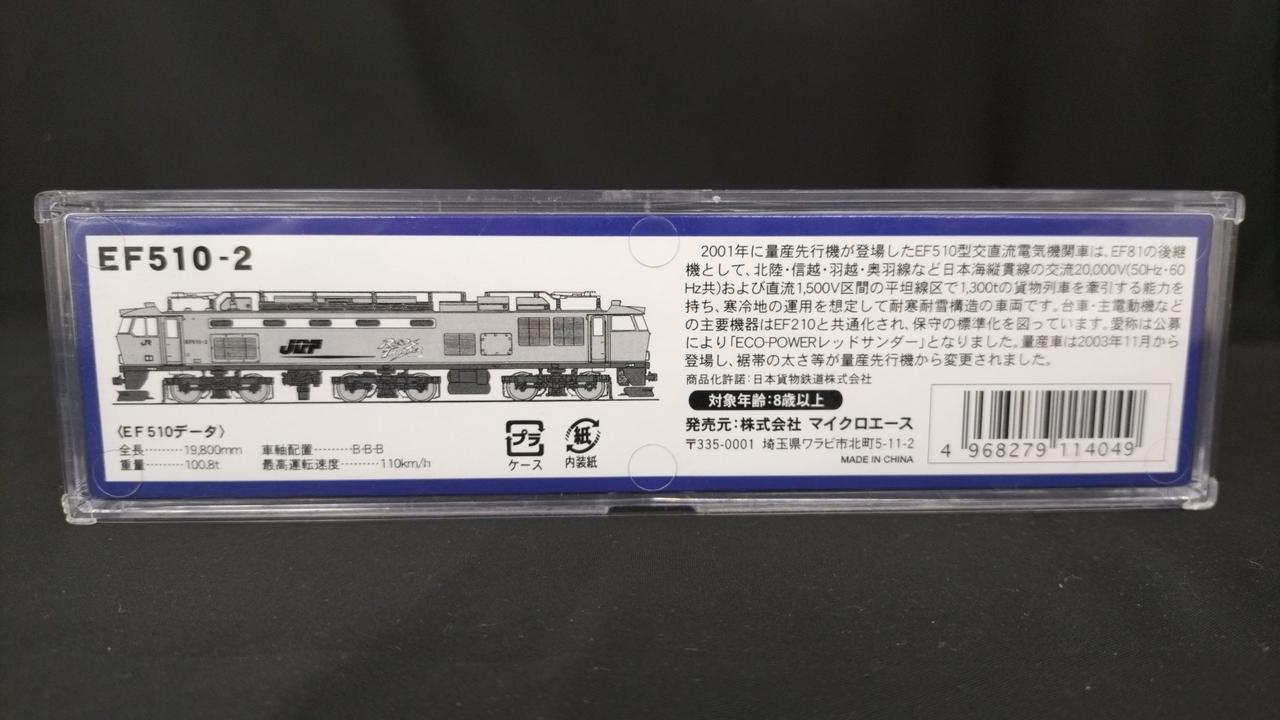 EF510-2
JR
EF510-2
JRF
〈EF510データ〉
全長……………19,800mm
重量……………100.8t
車軸配置………B-B-B
最高運転速度………110km/h
プラ
ケース
紙
内装紙
2001年に量産先行機が登場したEF510型交直流電気機関車は、EF81の後継
機として、北陸・信越・羽越・奥羽線など日本海縦貫線の交流20,000V(50Hz・60
Hz共)および直流1,500V区間の平坦線区で1,300tの貨物列車を牽引する能力を
持ち、寒冷地の運用を想定して耐寒耐雪構造の車両です。台車・主電動機など
の主要機器はEF210と共通化され、保守の標準化を図っています。愛称は公募
により「ECO-POWERレッドサンダー」となりました。量産車は2003年11月から
登場し、裾帯の太さ等が量産先行機から変更されました。
商品化許諾:日本貨物鉄道株式会社
対象年齢:8歳以上
発売元:株式会社 マイクロエース
〒335-0001 埼玉県ワラビ市北町5-11-2
MADE IN CHINA
4 968279 114049